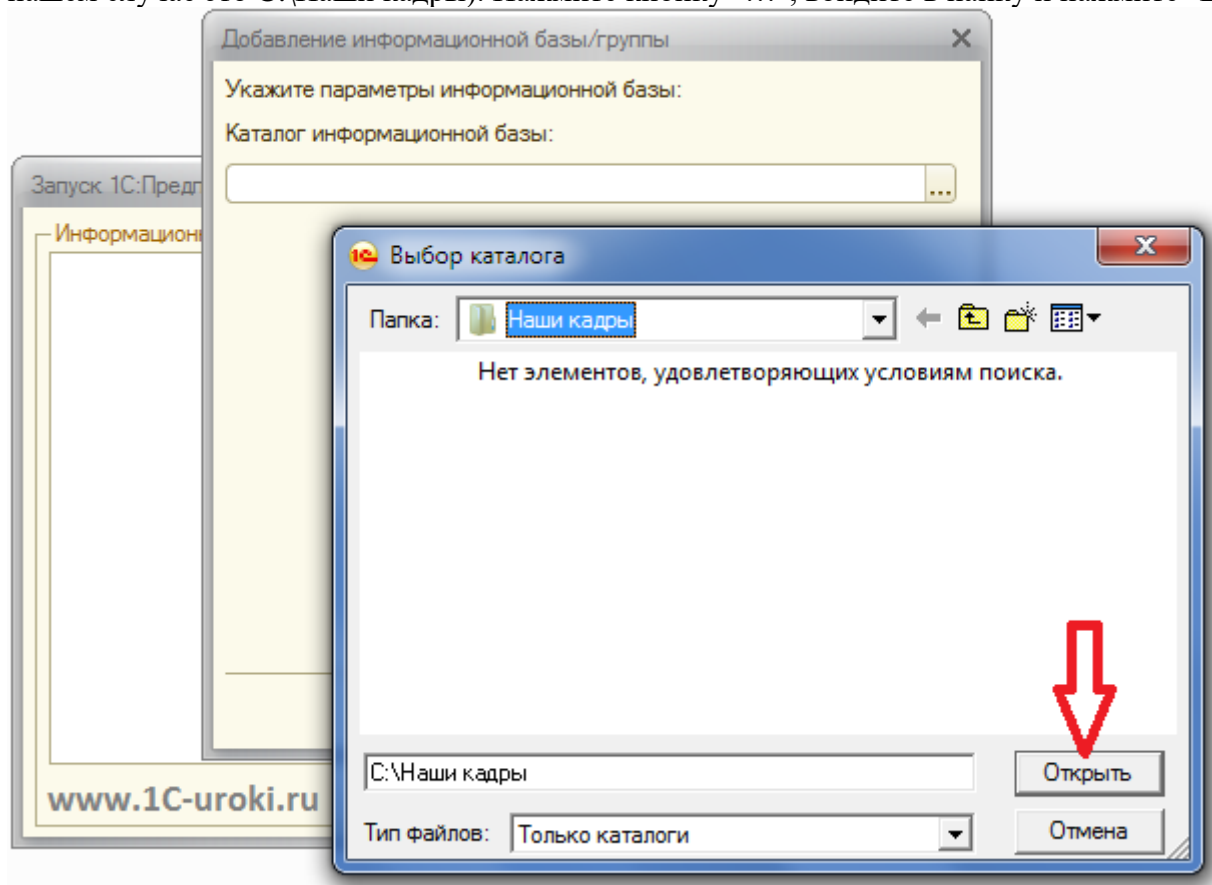 Добавление информационной базы/группы
Укажите параметры информационной базы:
Каталог информационной базы:
...
Запуск 1С:Предп
Информационн
Выбор каталога
Папка: Наши кадры
Нет элементов, удовлетворяющих условиям поиска.
C:\Наши кадры
Открыть
www.1C-uroki.ru
Тип файлов: Только каталоги
Отмена